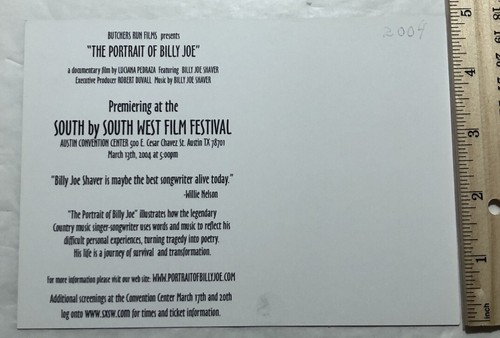 BUTCHERS RUN FILMS presents
"THE PORTRAIT OF BILLY JOE"
a documentary film by LUCIANA PEDRAZA Featuring BILLY JOE SHAVER
Executive Producer ROBERT DUVALL Music by BILLY JOE SHAVER
Premiering at the
SOUTH by SOUTH WEST FILM FESTIVAL
AUSTIN CONVENTION CENTER 500 E. Cesar Chavez St. Austin TX 78701
March 13th, 2004 at 5:00pm
"Billy Joe Shaver is maybe the best songwriter alive today."
-Willie Nelson
"The Portrait of Billy Joe" illustrates how the legendary
Country music singer-songwriter uses words and music to reflect his
difficult personal experiences, turning tragedy into poetry.
His life is a journey of survival and transformation.
For more information please visit our web site: WWW.PORTRAITOFBILLYJOE.COM
Additional screenings at the Convention Center March 17th and 20th
log onto WWW.SXSW.COM for times and ticket information.
2004
5
4
3
2
1
inch